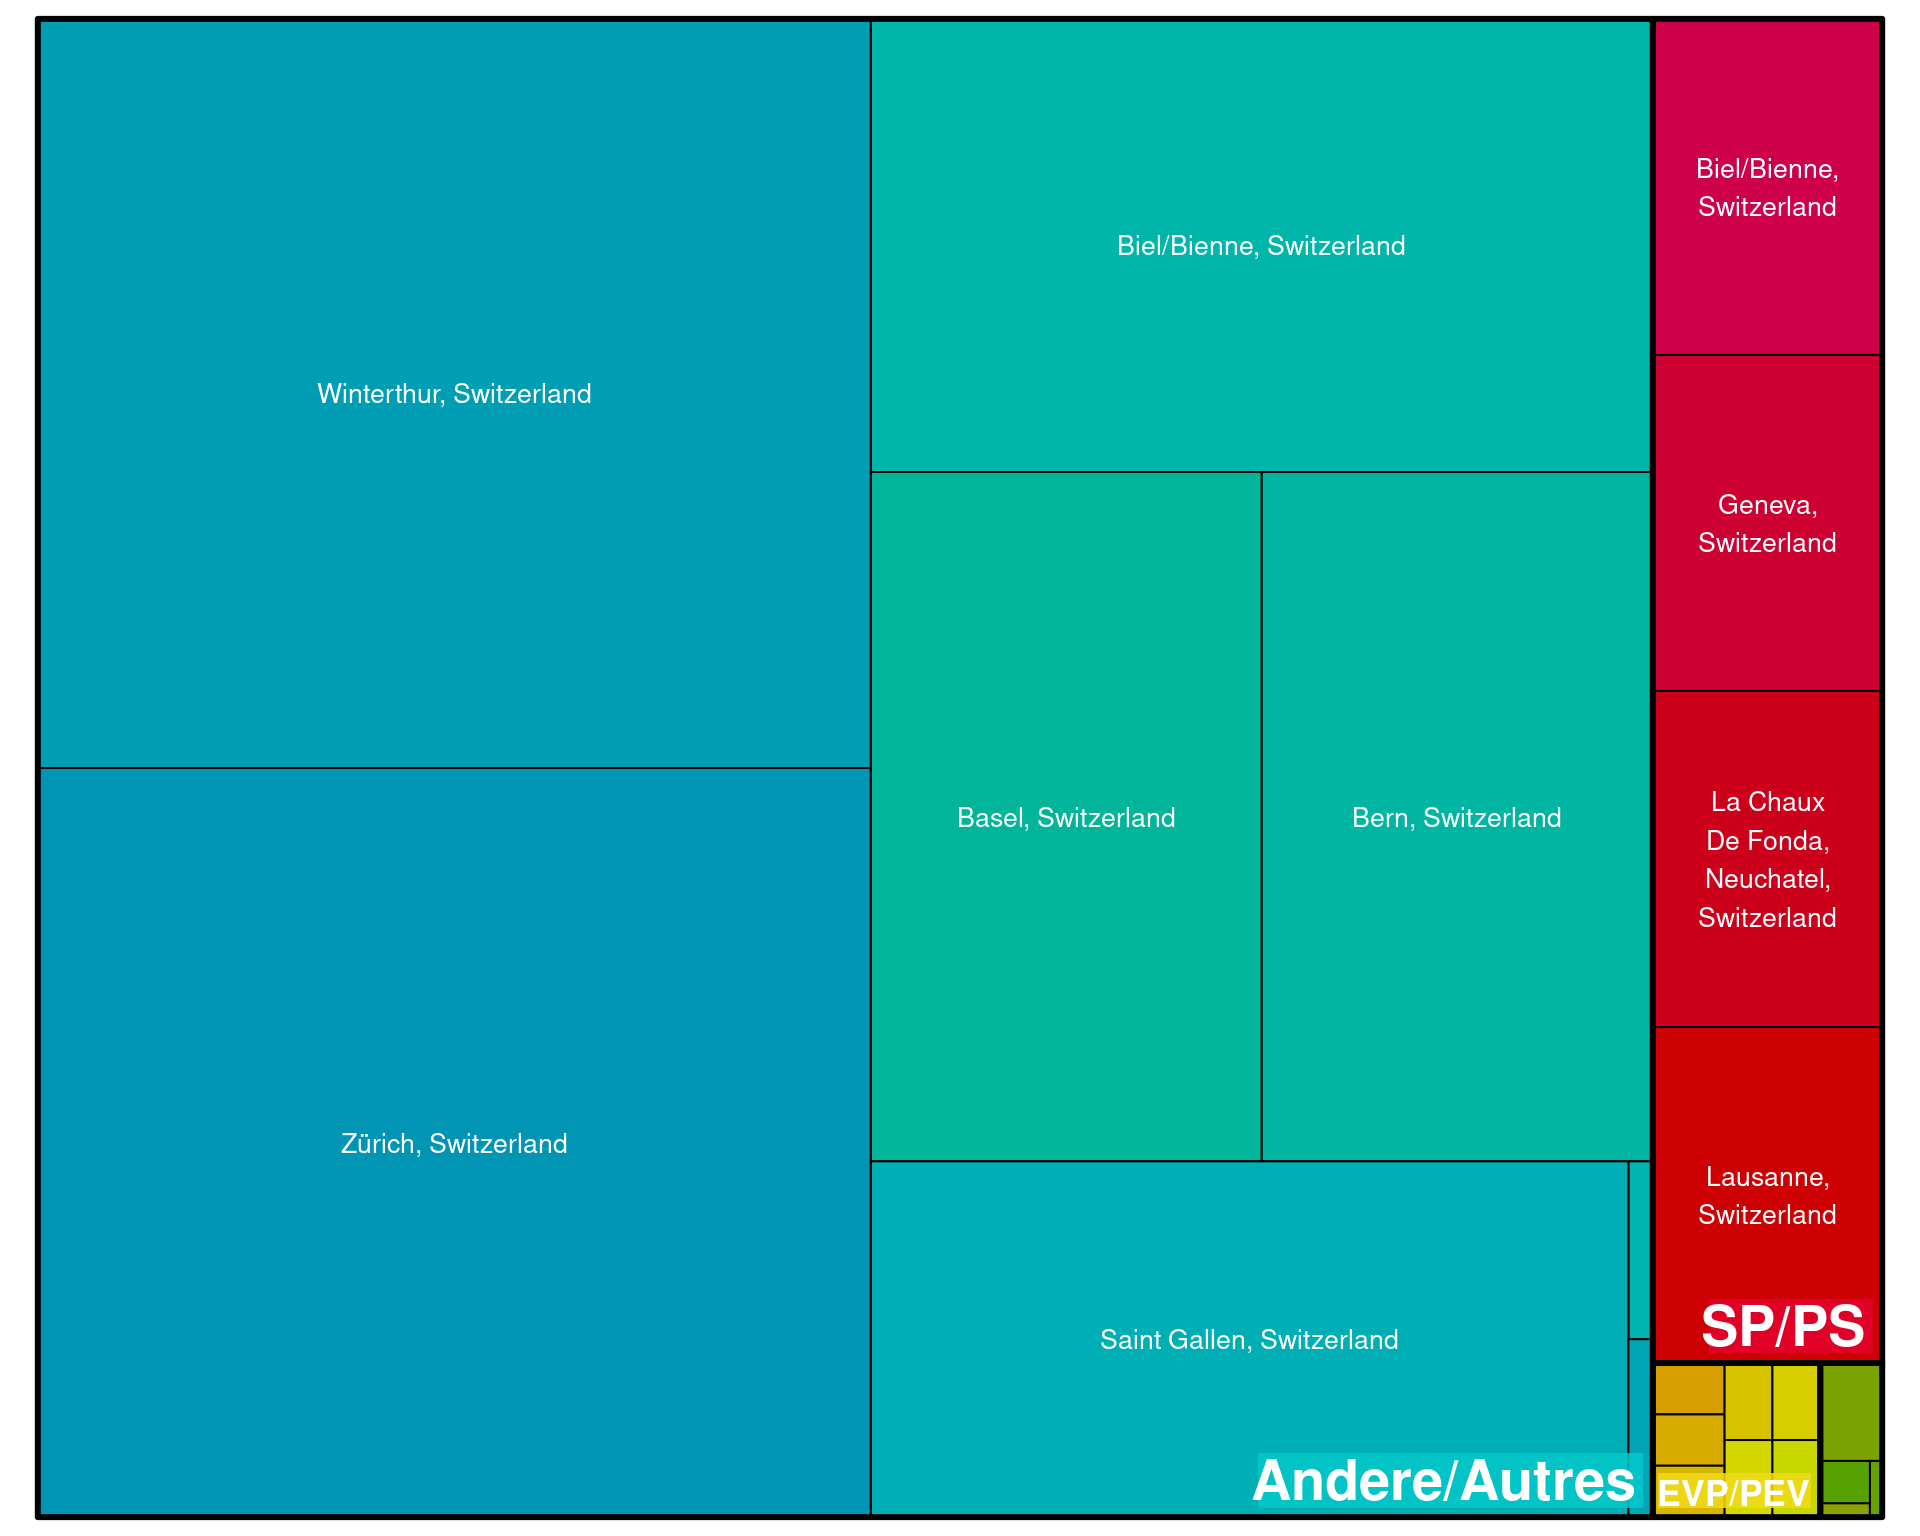 Winterthur, Switzerland
Zürich, Switzerland
Biel/Bienne, Switzerland
Basel, Switzerland
Bern, Switzerland
Saint Gallen, Switzerland
Andere/Autres
Biel/Bienne,
Switzerland
Geneva,
Switzerland
La Chaux
De Fonda,
Neuchatel,
Switzerland
Lausanne,
Switzerland
SP/PS
EVP/PEV